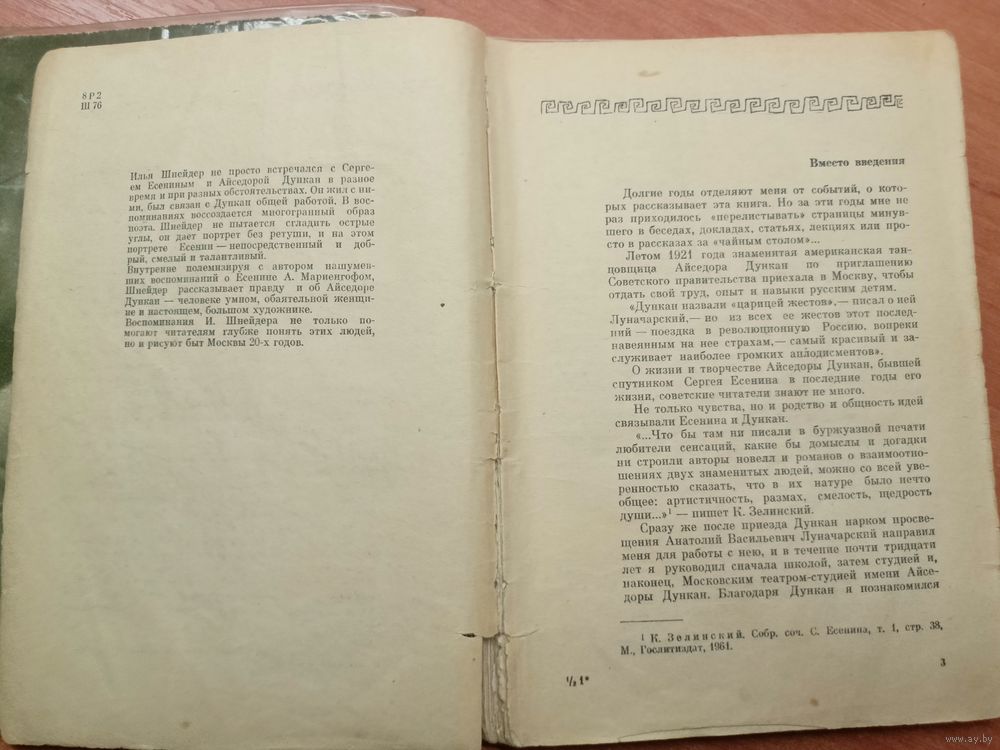 8Р2
Ш 76
Илья Шнейдер не просто встречался с Серге-
ем Есениным и Айседорой Дункан в разное
время и при разных обстоятельствах. Он жил с ни-
ми, был связан с Дункан общей работой. В вос-
поминаниях воссоздается многогранный образ
поэта. Шнейдер не пытается сгладить острые
углы, он дает портрет без ретуши, и на этом
портрете Есенин — непосредственный и доб-
рый, смелый и талантливый.
Внутренне полемизируя с автором нашумев-
ших воспоминаний о Есенине А. Мариенгофом,
Шнейдер рассказывает правду и об Айседоре
Дункан — человеке умном, обаятельной женщи-
не и настоящем, большом художнике.
Воспоминания И. Шнейдера не только по-
могают читателям глубже понять этих людей,
но и рисуют быт Москвы 20-х годов.
Вместо введения
Долгие годы отделяют меня от событий, о кото-
рых рассказывает эта книга. Но за эти годы мне не
раз приходилось «перелистывать» страницы минув-
шего в беседах, докладах, статьях, лекциях или про-
сто в рассказах за «чайным столом»...
Летом 1921 года знаменитая американская тан-
цовщица Айседора Дункан по приглашению
Советского правительства приехала в Москву, чтобы
отдать свой труд, опыт и навыки русским детям.
«Дункан назвали «царицей жестов»,— писал о ней
Луначарский,— но из всех ее жестов этот послед-
ний — поездка в революционную Россию, вопреки
навеянным на нее страхам,— самый красивый и за-
служивает наиболее громких аплодисментов».
О жизни и творчестве Айседоры Дункан, бывшей
спутником Сергея Есенина в последние годы его
жизни, советские читатели знают не много.
Не только чувства, но и родство и общность идей
связывали Есенина и Дункан.
«...Что бы там ни писали в буржуазной печати
любители сенсаций, какие бы домыслы и догадки
ни строили авторы новелл и романов о взаимоотно-
шениях двух знаменитых людей, можно со всей уве-
ренностью сказать, что в их натуре было нечто
общее: артистичность, размах, смелость, щедрость
души...»¹ — пишет К. Зелинский.
Сразу же после приезда Дункан нарком просве-
щения Анатолий Васильевич Луначарский направил
меня для работы с нею, и в течение почти тридцати
лет я руководил сначала школой, затем студией и,
наконец, Московским театром-студией имени Айсе-
доры Дункан. Благодаря Дункан я познакомился
¹ К. Зелинский. Собр. соч. С. Есенина, т. 1, стр. 38,
М., Гослитиздат, 1961.
½ 1*
3
www.ay.by